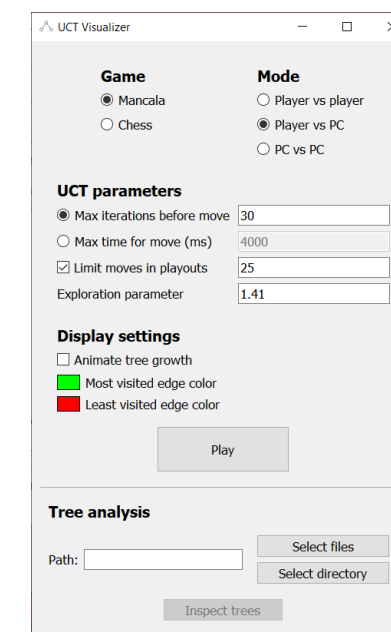 UCT Visualizer
Game Mode
Mancala Player vs player
Chess Player vs PC
PC vs PC
UCT parameters
Max iterations before move 30
Max time for move (ms) 4000
Limit moves in playouts 25
Exploration parameter 1.41
Display settings
Animate tree growth
Most visited edge color
Least visited edge color
Play
Tree analysis
Select files
Path:
Select directory
Inspect trees